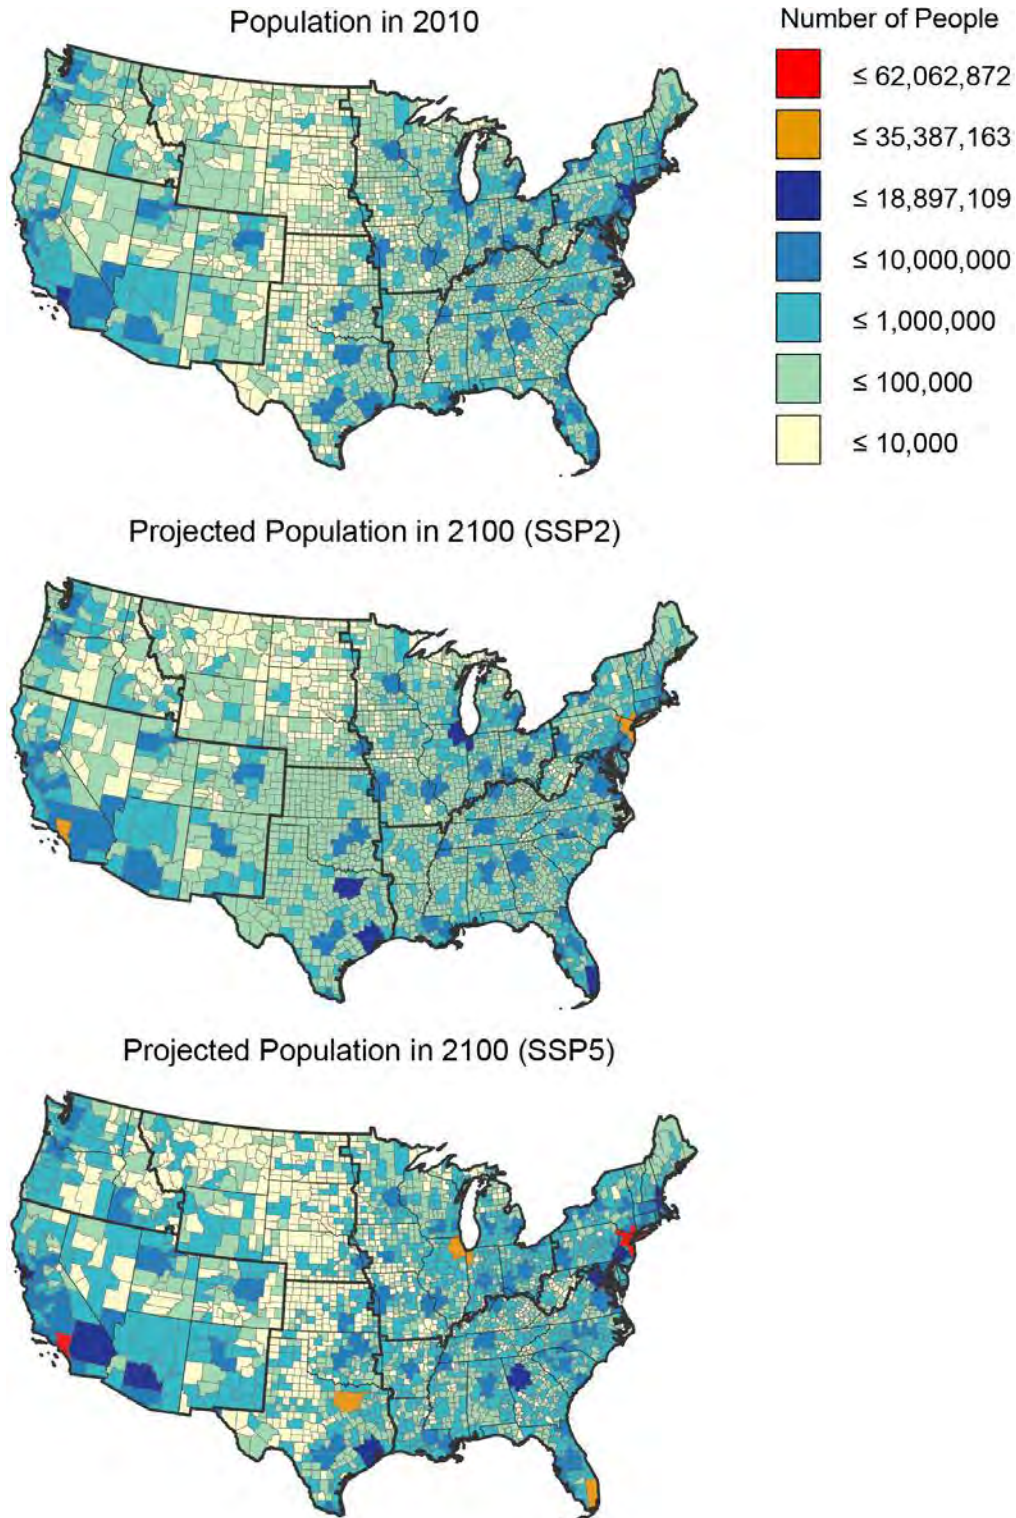 Population in 2010
Number of People
≤ 62,062,872
≤ 35,387,163
≤ 18,897,109
≤ 10,000,000
≤ 1,000,000
≤ 100,000
≤ 10,000
Projected Population in 2100 (SSP2)
Projected Population in 2100 (SSP5)